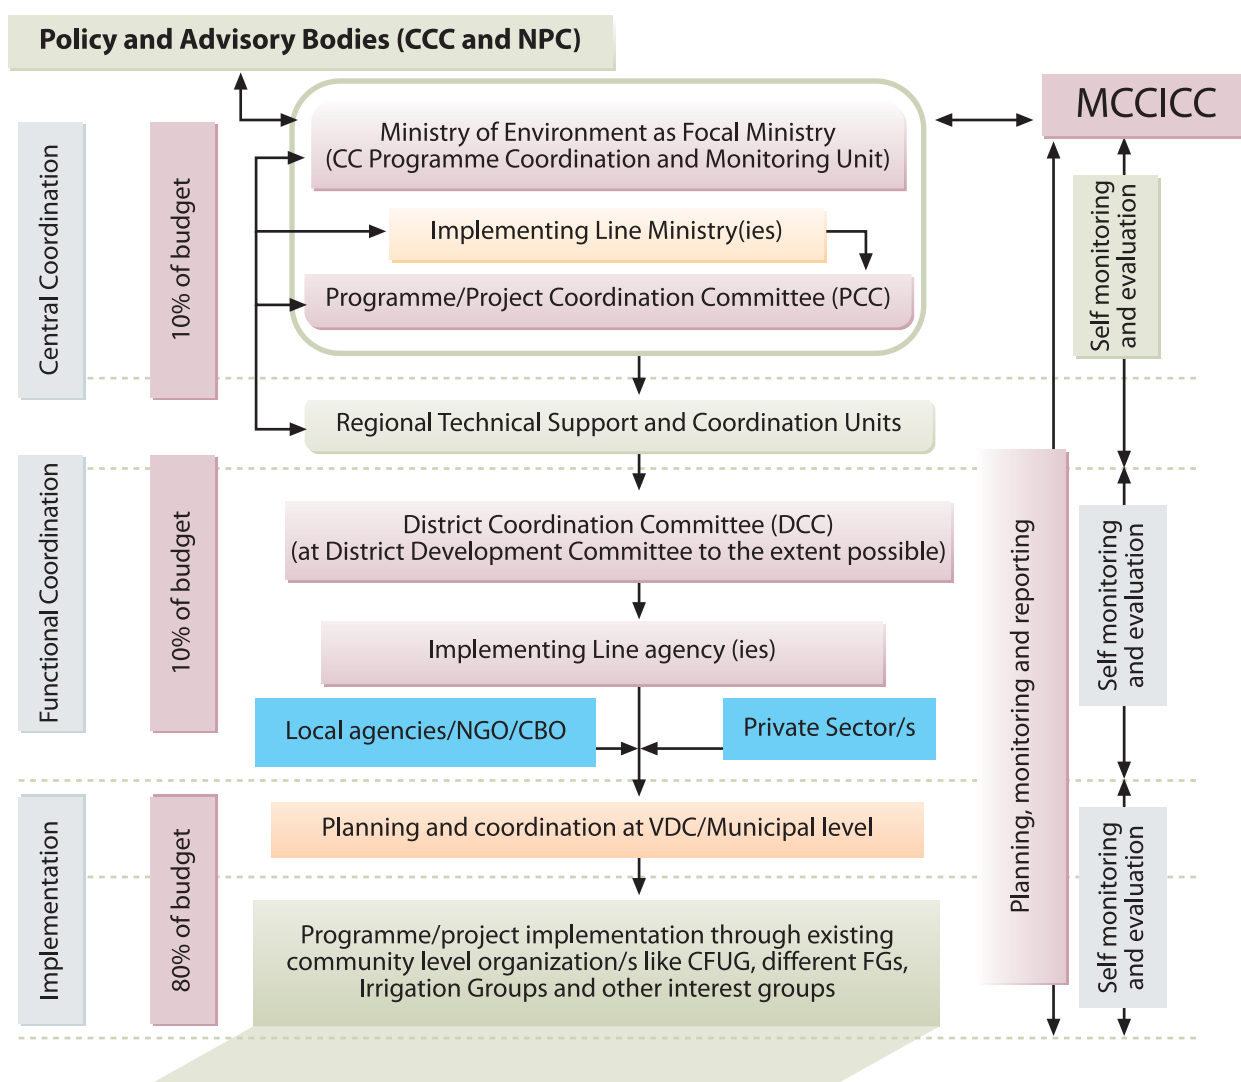 Policy and Advisory Bodies (CCC and NPC)
MCCICC
Ministry of Environment as Focal Ministry
(CC Programme Coordination and Monitoring Unit)
Implementing Line Ministry(ies)
Programme/Project Coordination Committee (PCC)
Central Coordination
10% of budget
Self monitoring
and evaluation
Regional Technical Support and Coordination Units
Functional Coordination
10% of budget
District Coordination Committee (DCC)
(at District Development Committee to the extent possible)
Implementing Line agency (ies)
Local agencies/NGO/CBO
Private Sector/s
Planning, monitoring and reporting
Self monitoring
and evaluation
Implementation
80% of budget
Planning and coordination at VDC/Municipal level
Programme/project implementation through existing
community level organization/s like CFUG, different FGs,
Irrigation Groups and other interest groups
Self monitoring
and evaluation